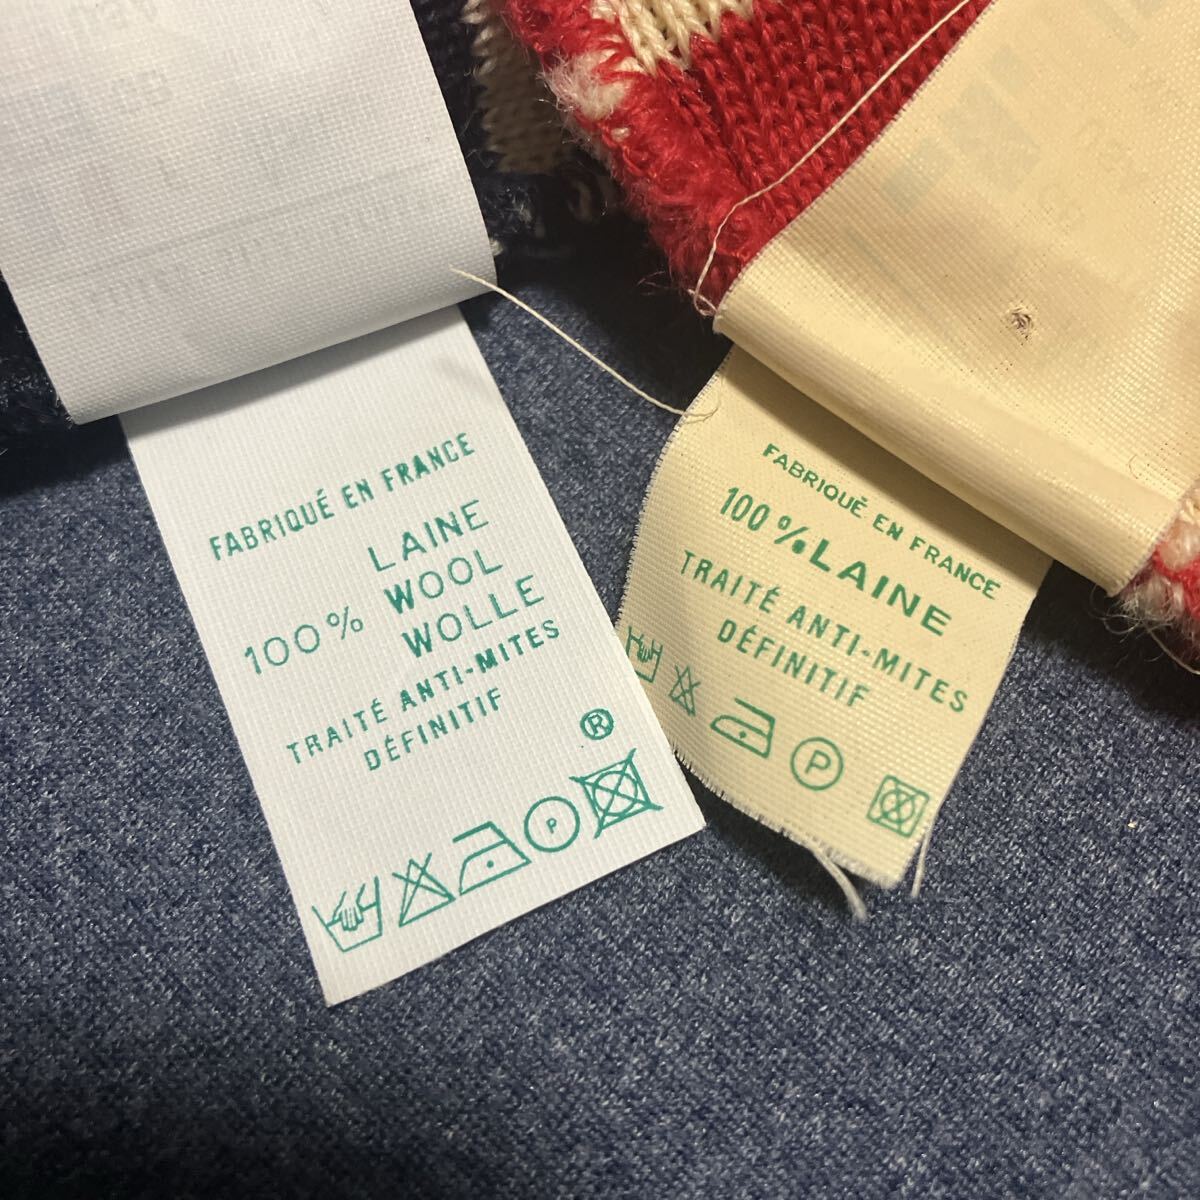 FABRIQUÉ EN FRANCE
LAINE
100% WOOL
WOLLE
TRAITÉ ANTI-MITES
DÉFINITIF
®
P
FABRIQUÉ EN FRANCE
100% LAINE
TRAITÉ ANTI-MITES
DÉFINITIF
P